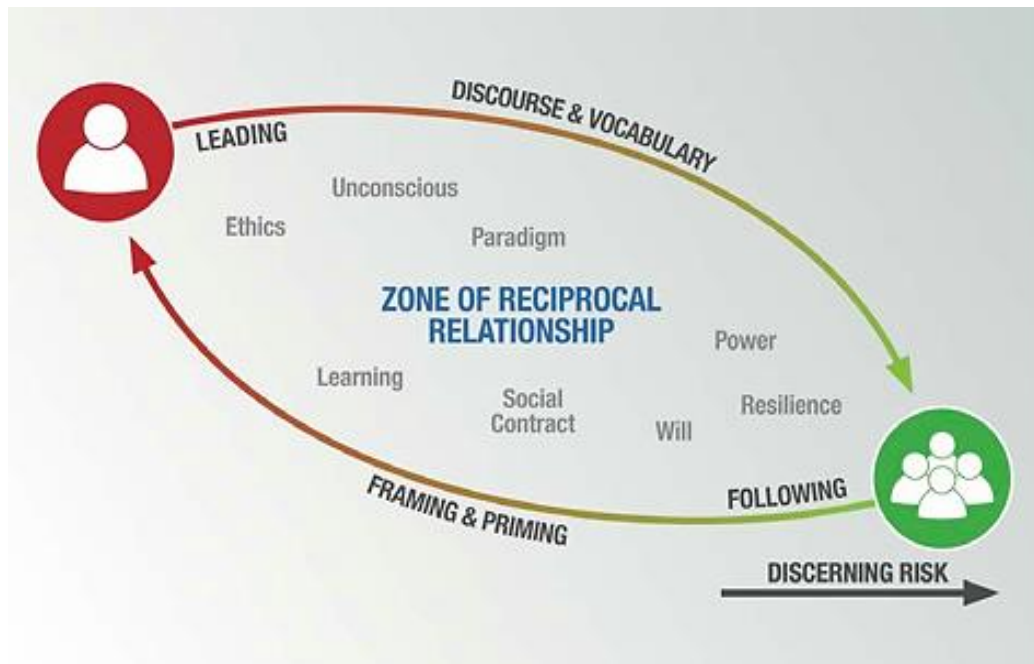 DISCOURSE & VOCABULARY
LEADING
Unconscious
Ethics
Paradigm
ZONE OF RECIPROCAL
RELATIONSHIP
Power
Learning
Social
Contract
Resilience
Will
FOLLOWING
FRAMING & PRIMING
DISCERNING RISK